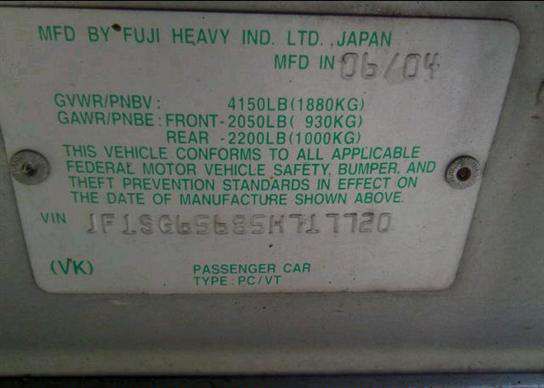 MFD BY FUJI HEAVY IND. LTD. JAPAN
MFD IN 06/04
GVWR/PNBV: 4150LB(1880KG)
GAWR/PNBE: FRONT-2050LB( 930KG)
REAR -2200LB(1000KG)
THIS VEHICLE CONFORMS TO ALL APPLICABLE
FEDERAL MOTOR VEHICLE SAFETY, BUMPER, AND
THEFT PREVENTION STANDARDS IN EFFECT ON
THE DATE OF MANUFACTURE SHOWN ABOVE.
VIN
(VK) PASSENGER CAR
TYPE: PC/VT